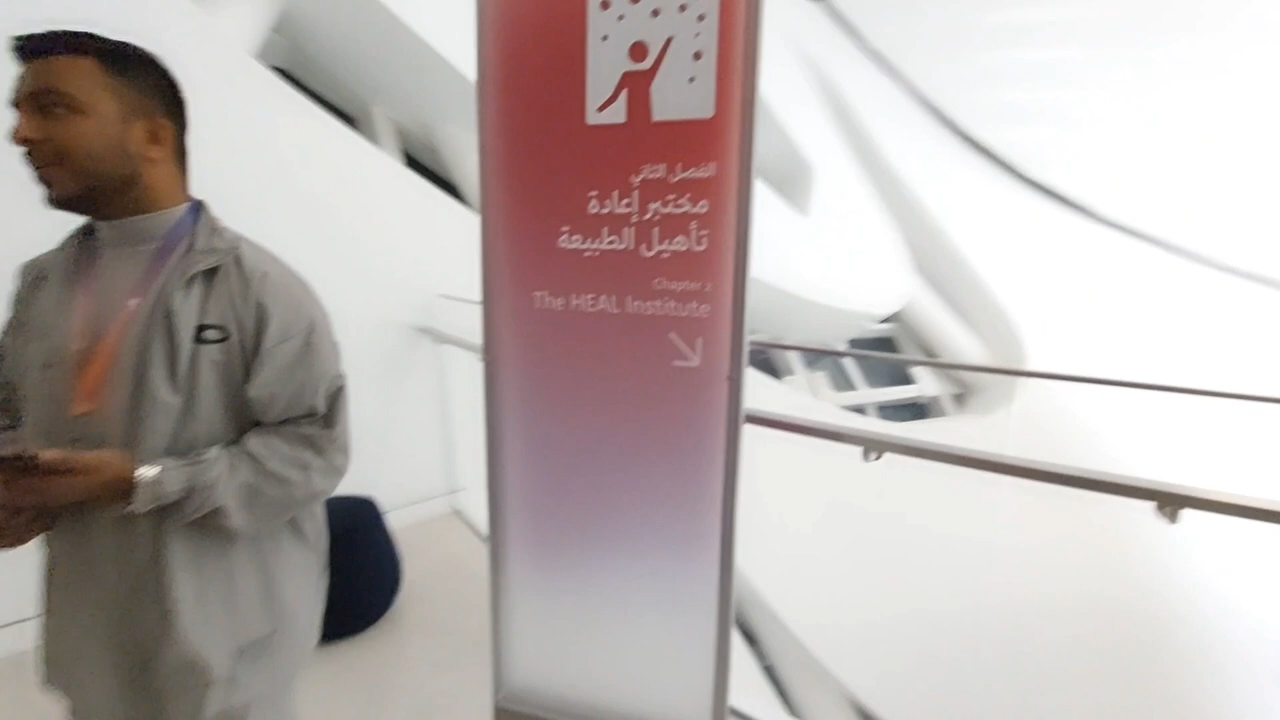 الفصل الثاني
مختبر إعادة
تأهيل الطبيعة
Chapter 2
The HEAL Institute